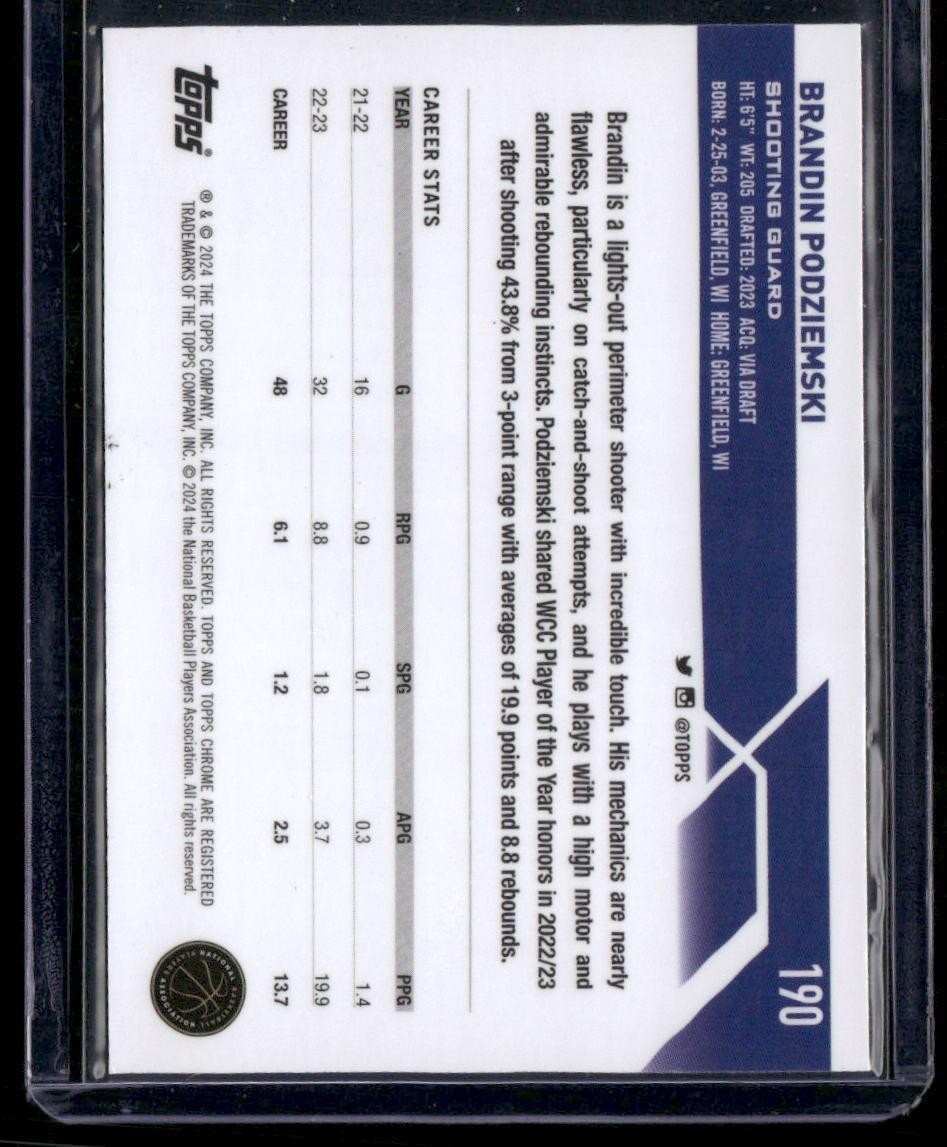 BRANDIN PODZIEMSKI
190
SHOOTING GUARD
HT: 6'5" WT: 205 DRAFTED: 2023 ACQ: VIA DRAFT
BORN: 2-25-03, GREENFIELD, WI HOME: GREENFIELD, WI
@TOPPS
Brandin is a lights-out perimeter shooter with incredible touch. His mechanics are nearly
flawless, particularly on catch-and-shoot attempts, and he plays with a high motor and
admirable rebounding instincts. Podziemski shared WCC Player of the Year honors in 2022/23
after shooting 43.8% from 3-point range with averages of 19.9 points and 8.8 rebounds.
CAREER STATS
YEAR G RPG SPG APG PPG
21-22 16 0.9 0.1 0.3 1.4
22-23 32 8.8 1.8 3.7 19.9
CAREER 48 6.1 1.2 2.5 13.7
topps®
® & © 2024 THE TOPPS COMPANY, INC. ALL RIGHTS RESERVED. TOPPS AND TOPPS CHROME ARE REGISTERED
TRADEMARKS OF THE TOPPS COMPANY, INC. © 2024 the National Basketball Players Association. All rights reserved.
NATIONAL BASKETBALL PLAYERS ASSOCIATION